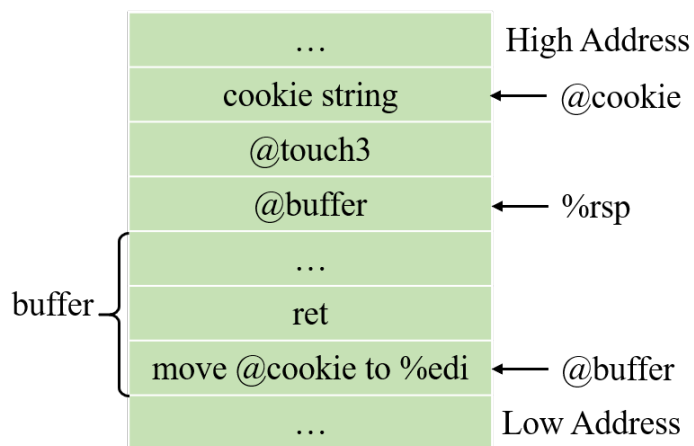 … High Address
cookie string @cookie
@touch3
@buffer %rsp
…
buffer ret
move @cookie to %edi @buffer
… Low Address